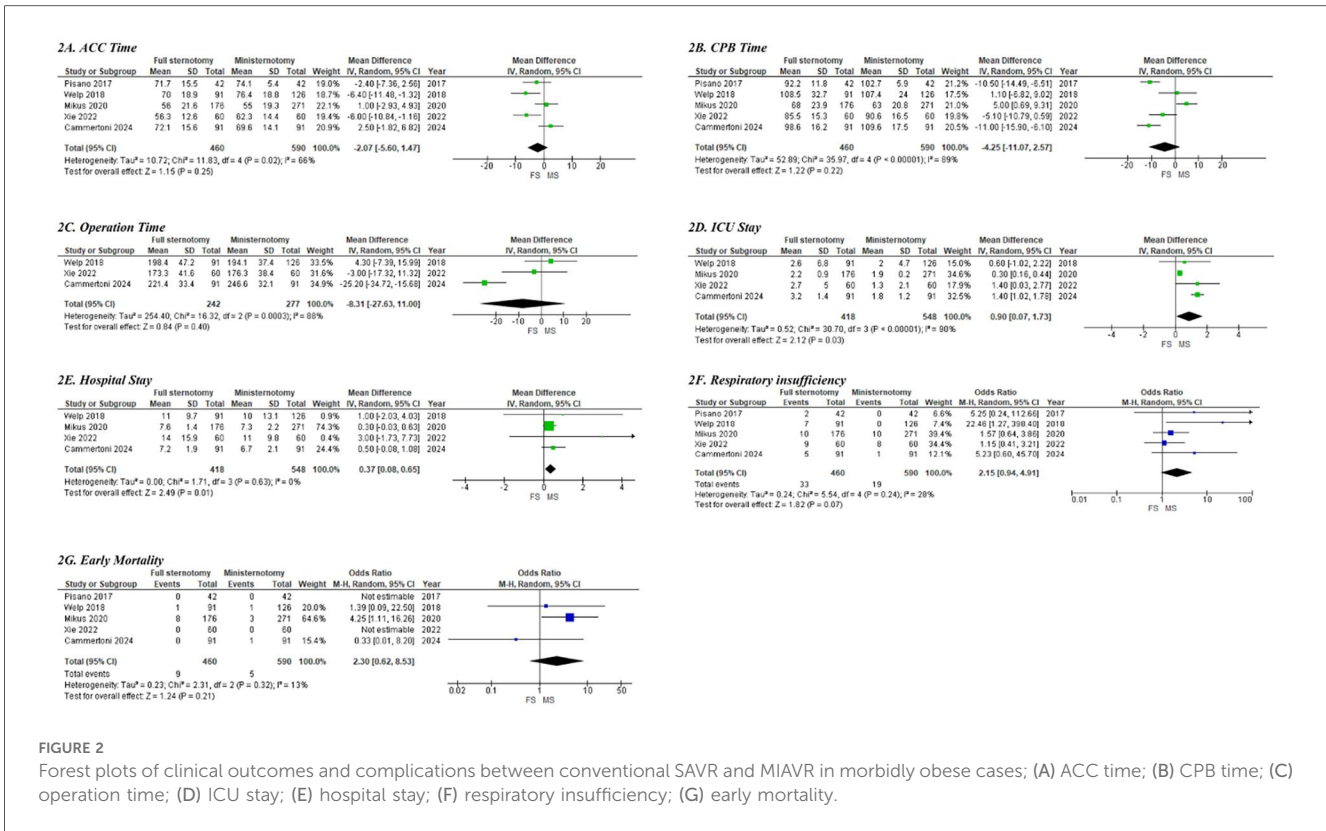 2A. ACC Time
Full sternotomy Ministernotomy Mean Difference Mean Difference
Study or Subgroup Mean SD Total Mean SD Total Weight IV, Random, 95% CI Year IV, Random, 95% CI
Pisano 2017 71.7 15.5 42 74.1 5.4 42 19.0% -2.40 [-7.36, 2.56] 2017
Welp 2018 70 18.9 91 76.4 18.8 126 18.7% -6.40 [-11.48, -1.32] 2018
Mikus 2020 56 21.6 176 55 19.3 271 22.1% 1.00 [-2.93, 4.93] 2020
Xie 2022 56.3 12.6 60 62.3 14.4 60 19.3% -6.00 [-10.84, -1.16] 2022
Cammertoni 2024 72.1 15.6 91 69.6 14.1 91 20.9% 2.50 [-1.82, 6.82] 2024
Total (95% CI) 460 590 100.0% -2.07 [-5.60, 1.47]
Heterogeneity: Tau² = 10.72; Chi² = 11.83, df = 4 (P = 0.02); I² = 66%
Test for overall effect: Z = 1.15 (P = 0.25)
-20 -10 0 10 20
FS MS
2B. CPB Time
Full sternotomy Ministernotomy Mean Difference Mean Difference
Study or Subgroup Mean SD Total Mean SD Total Weight IV, Random, 95% CI Year IV, Random, 95% CI
Pisano 2017 92.2 11.8 42 102.7 5.9 42 21.2% -10.50 [-14.49, -6.51] 2017
Welp 2018 108.5 32.7 91 107.4 24 126 17.5% 1.10 [-6.82, 9.02] 2018
Mikus 2020 68 23.9 176 63 20.8 271 21.0% 5.00 [0.69, 9.31] 2020
Xie 2022 85.5 15.3 60 90.6 16.5 60 19.9% -5.10 [-10.79, 0.59] 2022
Cammertoni 2024 98.6 16.2 91 109.6 17.5 91 20.5% -11.00 [-15.90, -6.10] 2024
Total (95% CI) 460 590 100.0% -4.25 [-11.07, 2.57]
Heterogeneity: Tau² = 52.89; Chi² = 35.97, df = 4 (P < 0.00001); I² = 89%
Test for overall effect: Z = 1.22 (P = 0.22)
-20 -10 0 10 20
FS MS
2C. Operation Time
Full sternotomy Ministernotomy Mean Difference Mean Difference
Study or Subgroup Mean SD Total Mean SD Total Weight IV, Random, 95% CI Year IV, Random, 95% CI
Welp 2018 198.4 47.2 91 194.1 37.4 126 33.5% 4.30 [-7.39, 15.99] 2018
Xie 2022 173.3 41.6 60 176.3 38.4 60 31.6% -3.00 [-17.32, 11.32] 2022
Cammertoni 2024 221.4 33.4 91 246.6 32.1 91 34.9% -25.20 [-34.72, -15.68] 2024
Total (95% CI) 242 277 100.0% -8.31 [-27.63, 11.00]
Heterogeneity: Tau² = 254.40; Chi² = 16.32, df = 2 (P = 0.0003); I² = 88%
Test for overall effect: Z = 0.84 (P = 0.40)
-20 -10 0 10 20
FS MS
2D. ICU Stay
Full sternotomy Ministernotomy Mean Difference Mean Difference
Study or Subgroup Mean SD Total Mean SD Total Weight IV, Random, 95% CI Year IV, Random, 95% CI
Welp 2018 2.6 6.8 91 2 4.7 126 15.0% 0.60 [-1.02, 2.22] 2018
Mikus 2020 2.2 0.9 176 1.9 0.2 271 34.6% 0.30 [0.16, 0.44] 2020
Xie 2022 2.7 5 60 1.3 2.1 60 17.9% 1.40 [0.03, 2.77] 2022
Cammertoni 2024 3.2 1.4 91 1.8 1.2 91 32.5% 1.40 [1.02, 1.78] 2024
Total (95% CI) 418 548 100.0% 0.90 [0.07, 1.73]
Heterogeneity: Tau² = 0.52; Chi² = 30.70, df = 3 (P < 0.00001); I² = 90%
Test for overall effect: Z = 2.12 (P = 0.03)
-4 -2 0 2 4
FS MS
2E. Hospital Stay
Full sternotomy Ministernotomy Mean Difference Mean Difference
Study or Subgroup Mean SD Total Mean SD Total Weight IV, Random, 95% CI Year IV, Random, 95% CI
Welp 2018 11 9.7 91 10 13.1 126 0.9% 1.00 [-2.03, 4.03] 2018
Mikus 2020 7.6 1.4 176 7.3 2.2 271 74.3% 0.30 [-0.03, 0.63] 2020
Xie 2022 14 15.9 60 11 9.8 60 0.4% 3.00 [-1.73, 7.73] 2022
Cammertoni 2024 7.2 1.9 91 6.7 2.1 91 24.4% 0.50 [-0.08, 1.08] 2024
Total (95% CI) 418 548 100.0% 0.37 [0.08, 0.65]
Heterogeneity: Tau² = 0.00; Chi² = 1.71, df = 3 (P = 0.63); I² = 0%
Test for overall effect: Z = 2.49 (P = 0.01)
-4 -2 0 2 4
FS MS
2F. Respiratory insufficiency
Full sternotomy Ministernotomy Odds Ratio Odds Ratio
Study or Subgroup Events Total Events Total Weight M-H, Random, 95% CI Year M-H, Random, 95% CI
Pisano 2017 2 42 0 42 6.6% 5.25 [0.24, 112.66] 2017
Welp 2018 7 91 0 126 7.4% 22.46 [1.27, 398.40] 2018
Mikus 2020 10 176 10 271 39.4% 1.57 [0.64, 3.86] 2020
Xie 2022 9 60 8 60 34.4% 1.15 [0.41, 3.21] 2022
Cammertoni 2024 5 91 1 91 12.1% 5.23 [0.60, 45.70] 2024
Total (95% CI) 460 590 100.0% 2.15 [0.94, 4.91]
Total events 33 19
Heterogeneity: Tau² = 0.24; Chi² = 5.54, df = 4 (P = 0.24); I² = 28%
Test for overall effect: Z = 1.82 (P = 0.07)
0.01 0.1 1 10 100
FS MS
2G. Early Mortality
Full sternotomy Ministernotomy Odds Ratio Odds Ratio
Study or Subgroup Events Total Events Total Weight M-H, Random, 95% CI Year M-H, Random, 95% CI
Pisano 2017 0 42 0 42 Not estimable 2017
Welp 2018 1 91 1 126 20.0% 1.39 [0.09, 22.50] 2018
Mikus 2020 8 176 3 271 64.6% 4.25 [1.11, 16.26] 2020
Xie 2022 0 60 0 60 Not estimable 2022
Cammertoni 2024 0 91 1 91 15.4% 0.33 [0.01, 8.20] 2024
Total (95% CI) 460 590 100.0% 2.30 [0.62, 8.53]
Total events 9 5
Heterogeneity: Tau² = 0.23; Chi² = 2.31, df = 2 (P = 0.32); I² = 13%
Test for overall effect: Z = 1.24 (P = 0.21)
0.02 0.1 1 10 50
FS MS
FIGURE 2
Forest plots of clinical outcomes and complications between conventional SAVR and MIAVR in morbidly obese cases; (A) ACC time; (B) CPB time; (C)
operation time; (D) ICU stay; (E) hospital stay; (F) respiratory insufficiency; (G) early mortality.